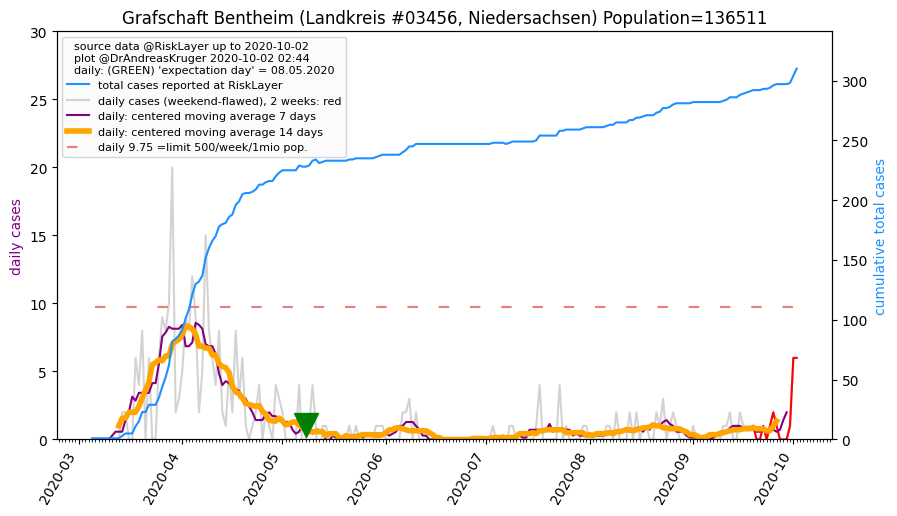 Grafschaft Bentheim (Landkreis #03456, Niedersachsen) Population=136511
source data @RiskLayer up to 2020-10-02
plot @DrAndreasKruger 2020-10-02 02:44
daily: (GREEN) 'expectation day' = 08.05.2020
total cases reported at RiskLayer
daily cases (weekend-flawed), 2 weeks: red
daily: centered moving average 7 days
daily: centered moving average 14 days
daily 9.75 =limit 500/week/1mio pop.
daily cases
30
25
20
15
10
5
0
cumulative total cases
300
250
200
150
100
50
0
2020-03
2020-04
2020-05
2020-06
2020-07
2020-08
2020-09
2020-10